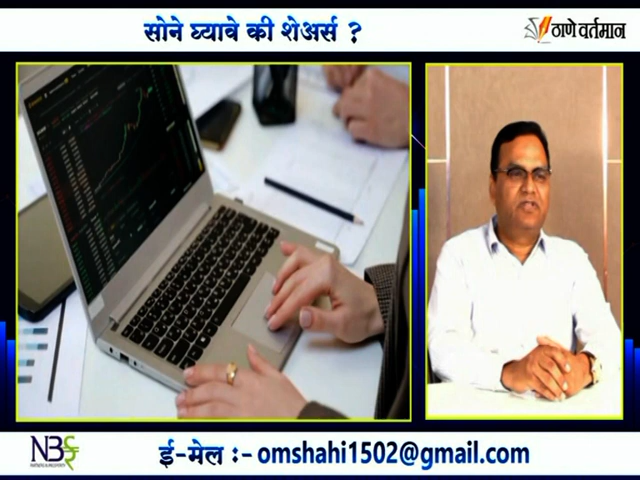 सोने घ्यावे की शेअर्स ?
ठाणे वर्तमान
NBS
ई-मेल :- omshahi1502@gmail.com